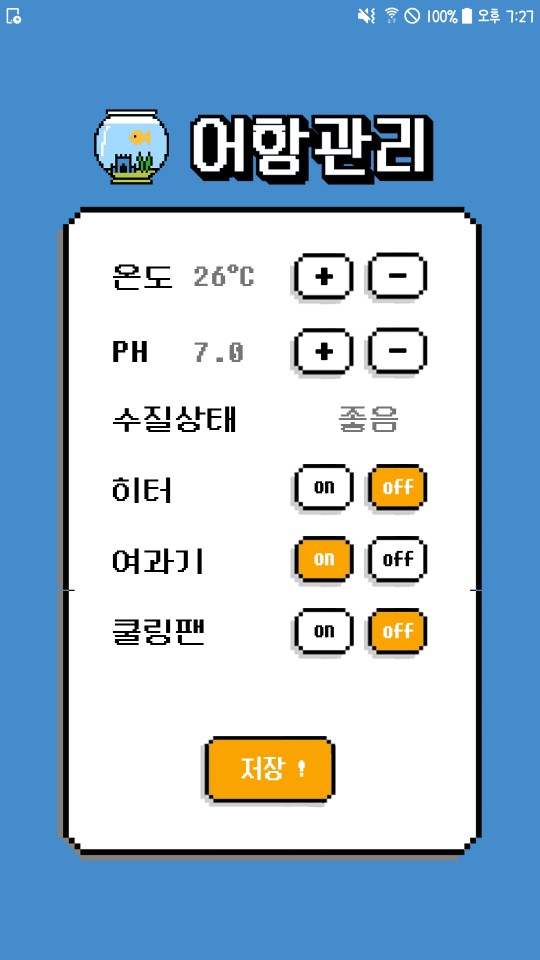 100% 오후 7:27
어항관리
온도 26°C + -
PH 7.0 + -
수질상태 좋음
히터 on off
여과기 on off
쿨링팬 on off
저장 !